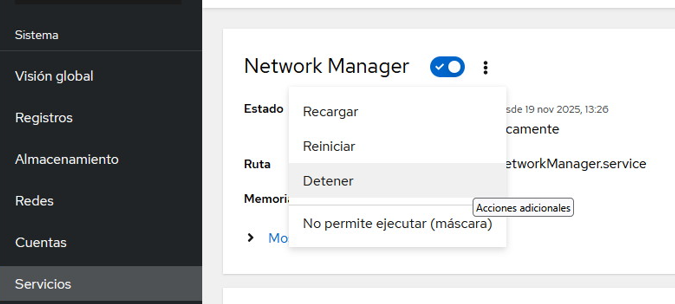 Sistema
Visión global
Registros
Almacenamiento
Redes
Cuentas
Servicios
Network Manager
Estado
sde 19 nov 2025, 13:26
camente
Ruta
etworkManager.service
Memoria
Mo
Recargar
Reiniciar
Detener
No permite ejecutar (máscara)
Acciones adicionales